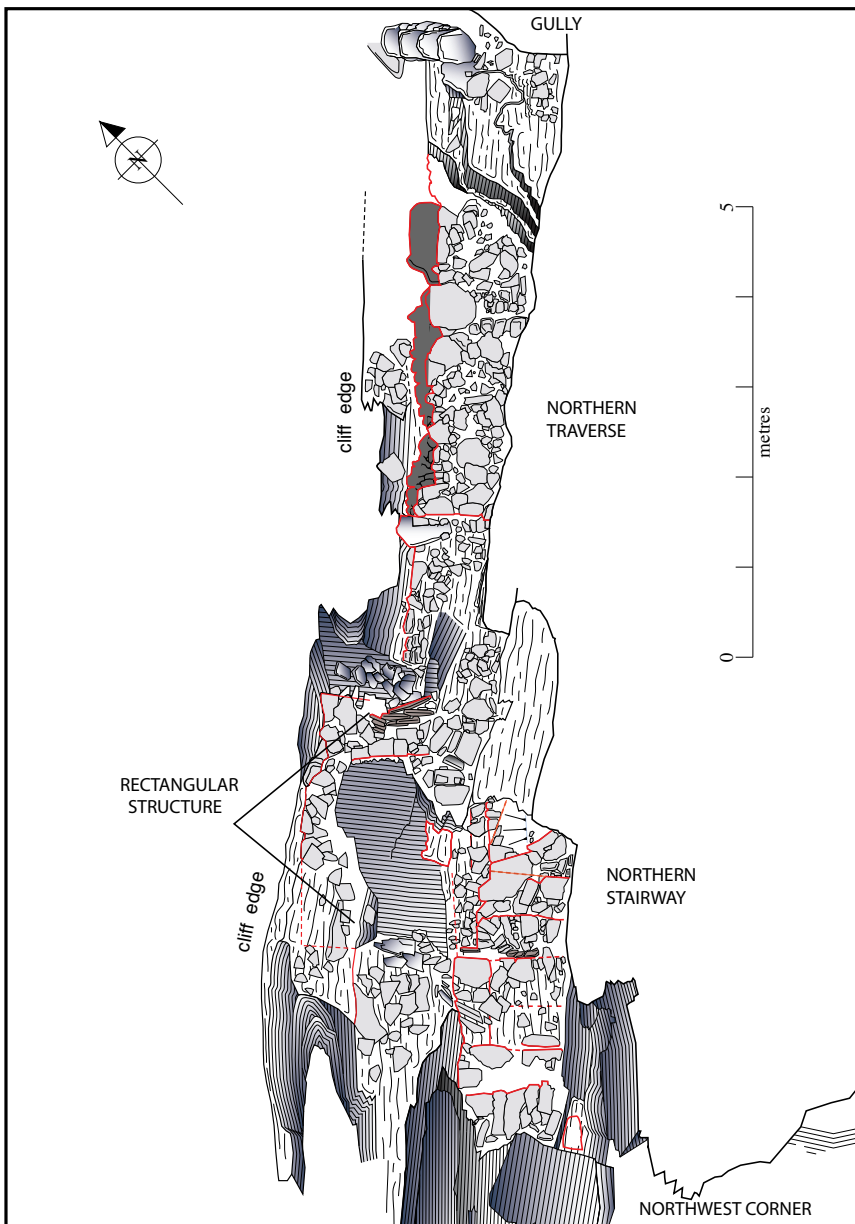 GULLY
N
5
cliff edge
NORTHERN
TRAVERSE
metres
0
RECTANGULAR
STRUCTURE
NORTHERN
STAIRWAY
cliff edge
NORTHWEST CORNER